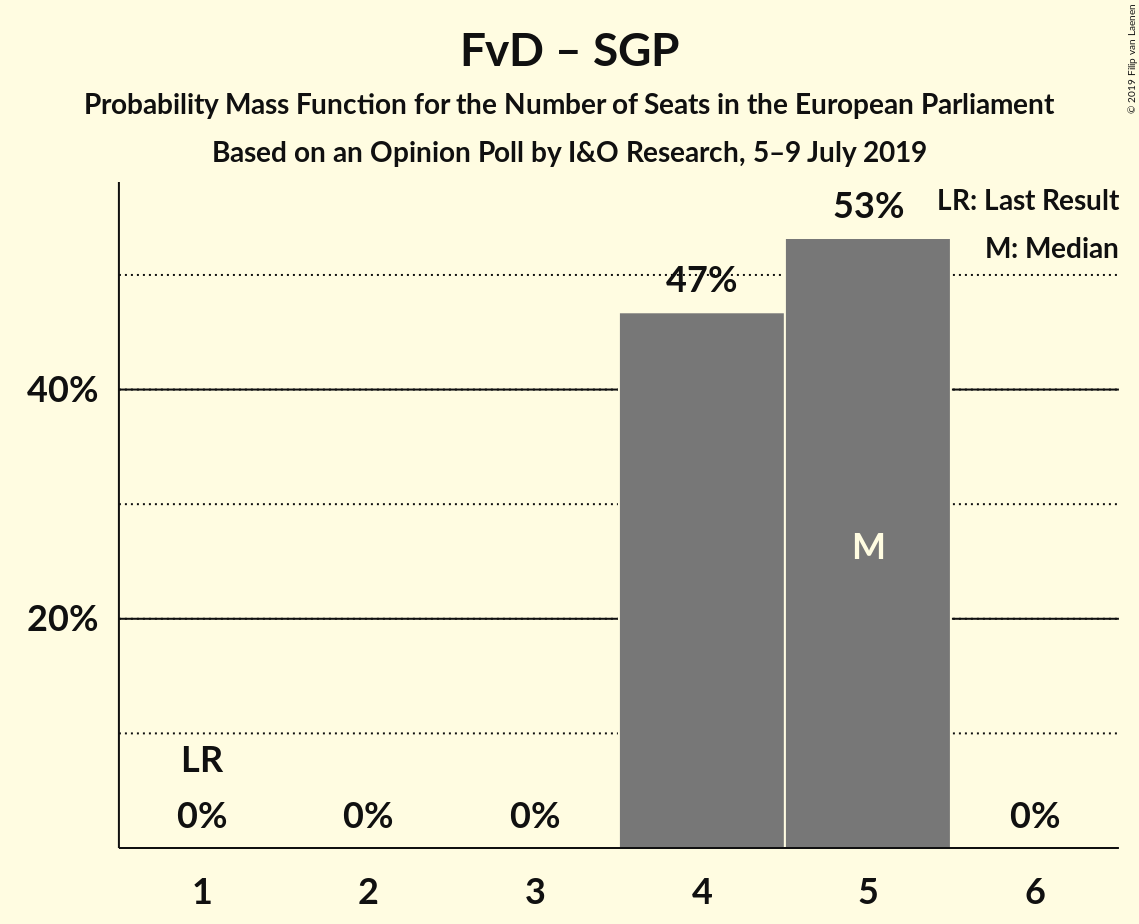 FvD – SGP
Probability Mass Function for the Number of Seats in the European Parliament
Based on an Opinion Poll by I&O Research, 5–9 July 2019
© 2019 Filip van Laenen
LR: Last Result
M: Median
53%
47%
40%
20%
M
LR
0%
0%
0%
0%
1
2
3
4
5
6